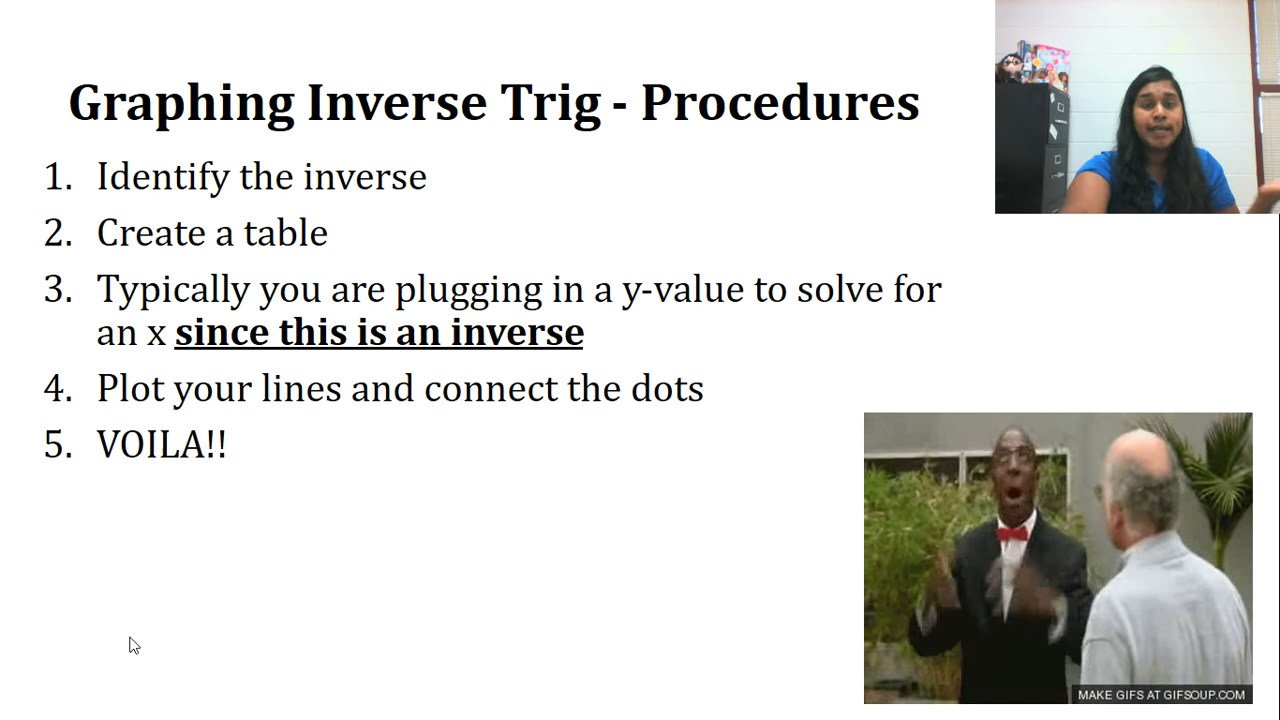 Graphing Inverse Trig - Procedures
1. Identify the inverse
2. Create a table
3. Typically you are plugging in a y-value to solve for
an x since this is an inverse
4. Plot your lines and connect the dots
5. VOILA!!
MAKE GIFS AT GIFSOUP.COM